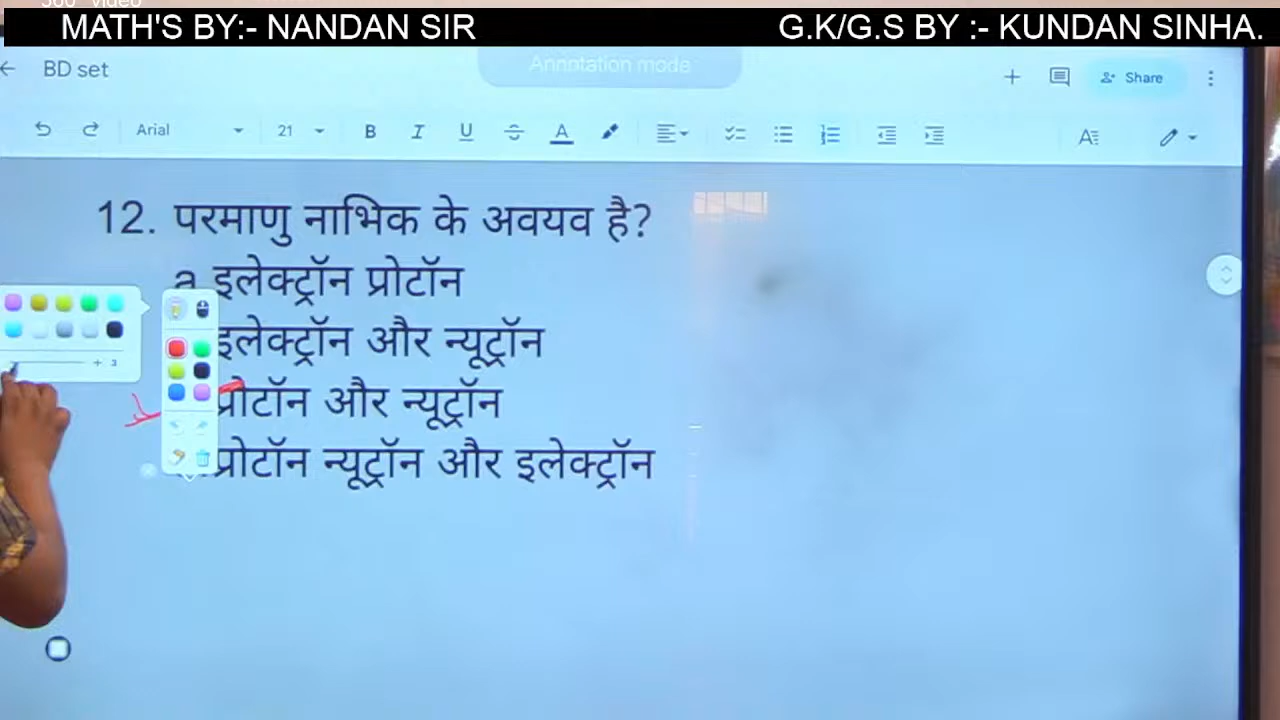 MATH'S BY:- NANDAN SIR
G.K/G.S BY :- KUNDAN SINHA.
BD set
Annntation mode
Share
Arial
21
B I U A
12. परमाणु नाभिक के अवयव है?
a इलेक्ट्रॉन प्रोटॉन
इलेक्ट्रॉन और न्यूट्रॉन
प्रोटॉन और न्यूट्रॉन
प्रोटॉन न्यूट्रॉन और इलेक्ट्रॉन